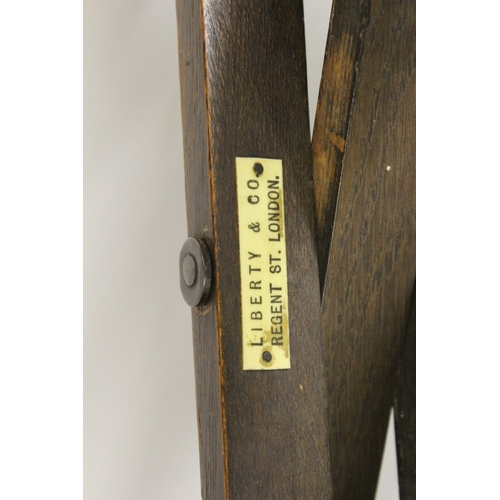 LIBERTY & CO.
REGENT ST. LONDON.